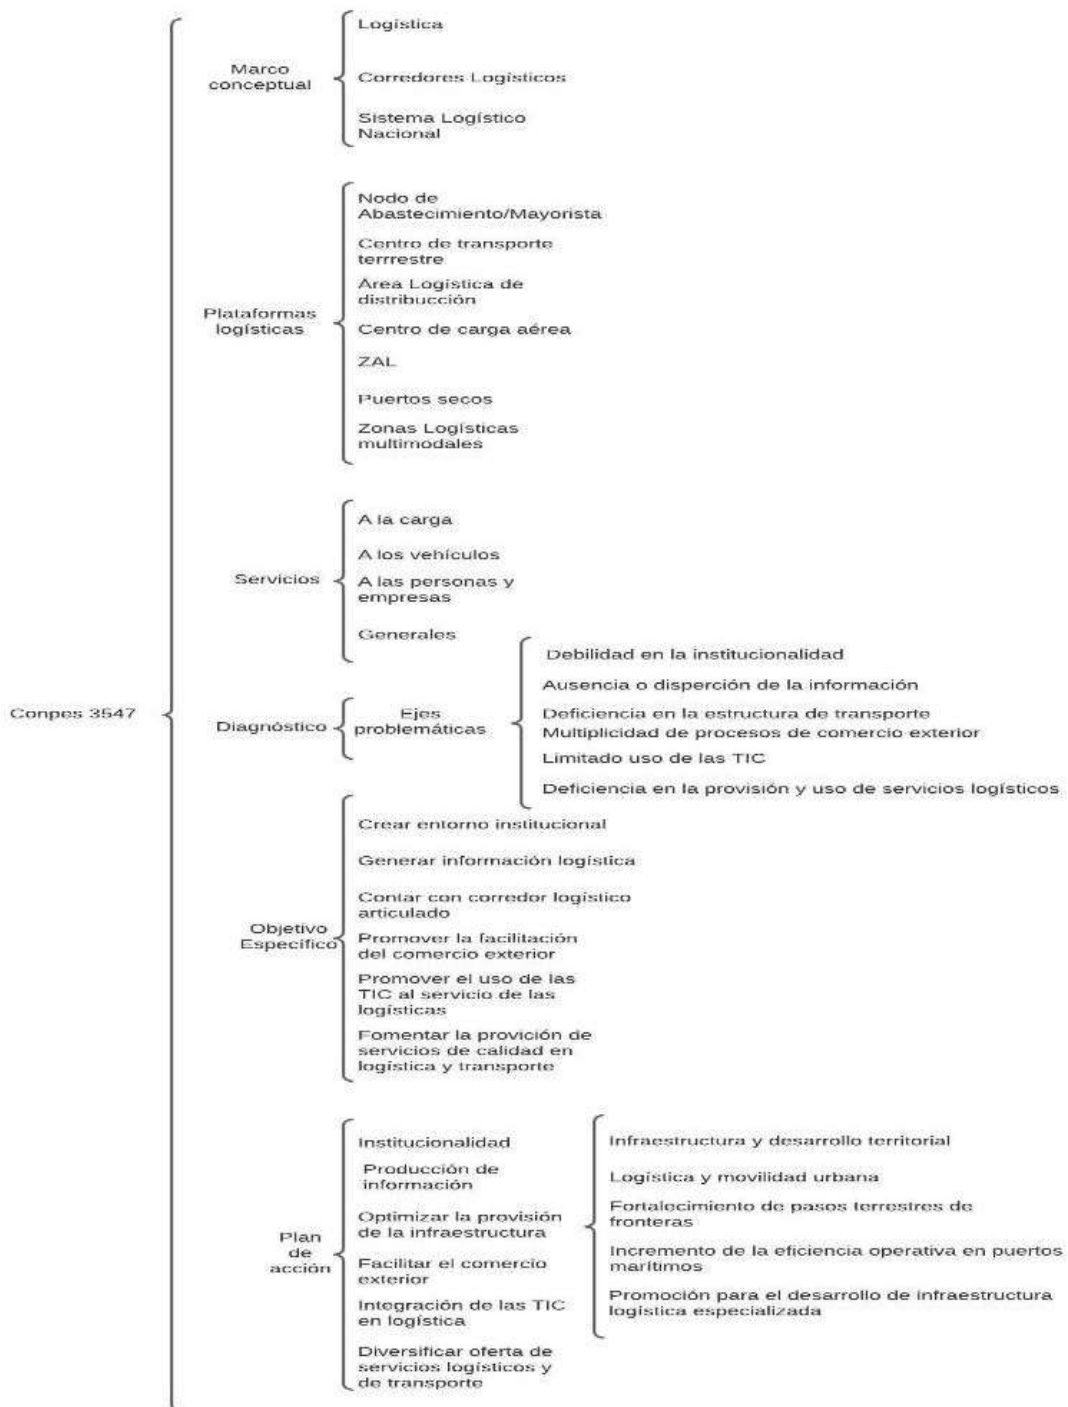 Conpes 3547
Marco
conceptual
Logística
Corredores Logísticos
Sistema Logístico
Nacional
Plataformas
logísticas
Nodo de
Abastecimiento/Mayorista
Centro de transporte
terrrestre
Área Logística de
distribucción
Centro de carga aérea
ZAL
Puertos secos
Zonas Logísticas
multimodales
Servicios
A la carga
A los vehículos
A las personas y
empresas
Generales
Diagnóstico
Ejes
problemáticas
Debilidad en la institucionalidad
Ausencia o disperción de la información
Deficiencia en la estructura de transporte
Multiplicidad de procesos de comercio exterior
Limitado uso de las TIC
Deficiencia en la provisión y uso de servicios logísticos
Objetivo
Específico
Crear entorno institucional
Generar información logística
Contar con corredor logístico
articulado
Promover la facilitación
del comercio exterior
Promover el uso de las
TIC al servicio de las
logísticas
Fomentar la provición de
servicios de calidad en
logística y transporte
Plan
de
acción
Institucionalidad
Producción de
información
Optimizar la provisión
de la infraestructura
Infraestructura y desarrollo territorial
Logística y movilidad urbana
Fortalecimiento de pasos terrestres de
fronteras
Incremento de la eficiencia operativa en puertos
marítimos
Promoción para el desarrollo de infraestructura
logística especializada
Facilitar el comercio
exterior
Integración de las TIC
en logística
Diversificar oferta de
servicios logísticos y
de transporte